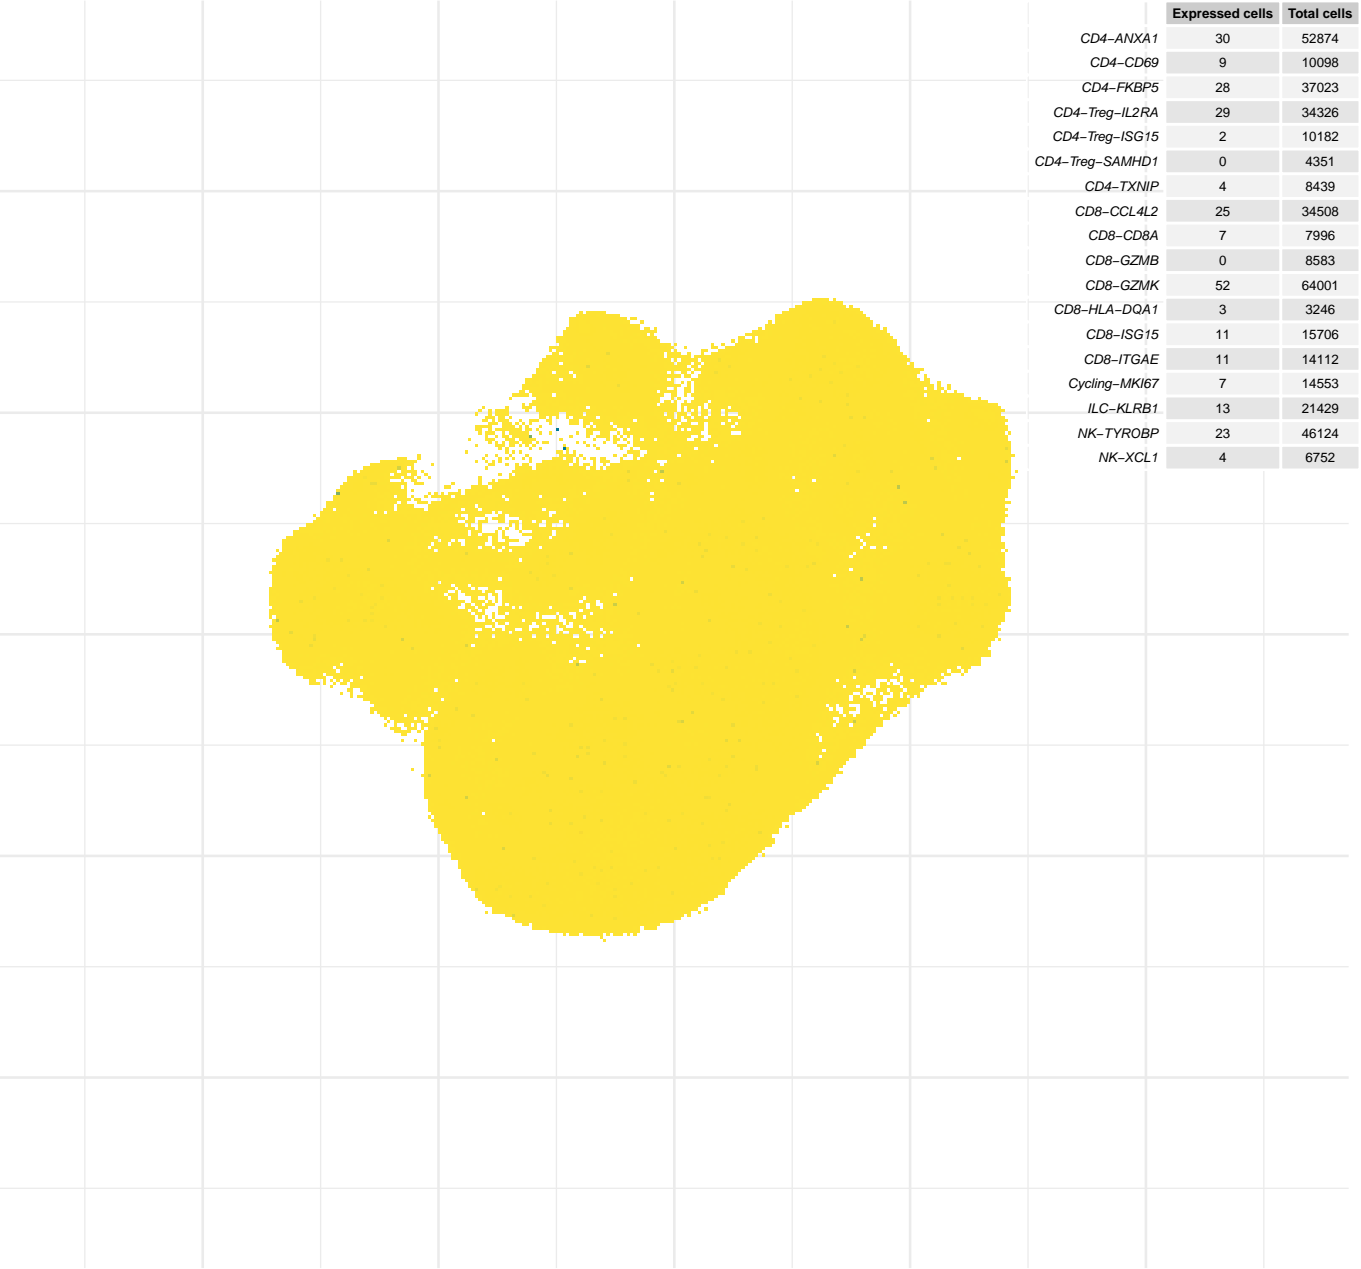 Expressed cells Total cells
CD4−ANXA1 30 52874
CD4−CD69 9 10098
CD4−FKBP5 28 37023
CD4−Treg−IL2RA 29 34326
CD4−Treg−ISG15 2 10182
CD4−Treg−SAMHD1 0 4351
CD4−TXNIP 4 8439
CD8−CCL4L2 25 34508
CD8−CD8A 7 7996
CD8−GZMB 0 8583
CD8−GZMK 52 64001
CD8−HLA−DQA1 3 3246
CD8−ISG15 11 15706
CD8−ITGAE 11 14112
Cycling−MKI67 7 14553
ILC−KLRB1 13 21429
NK−TYROBP 23 46124
NK−XCL1 4 6752